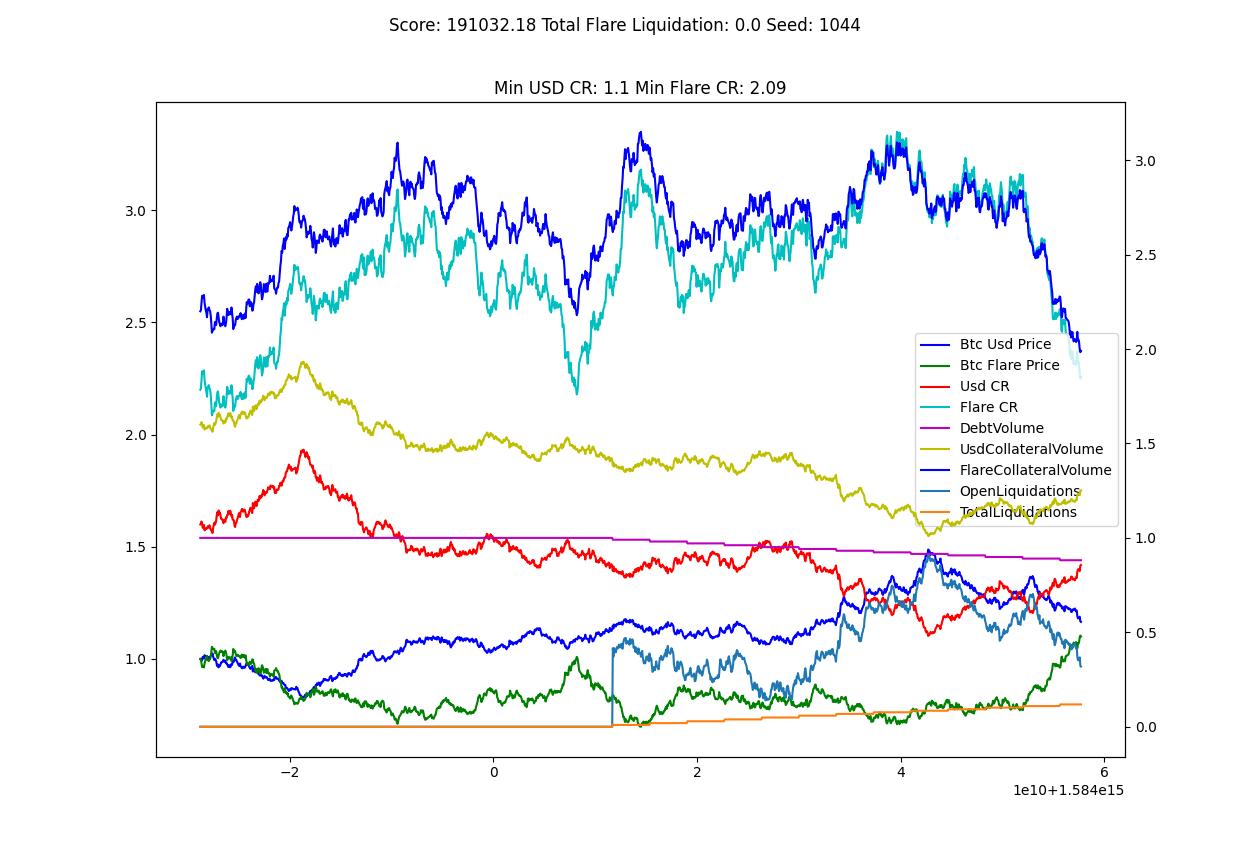 Score: 191032.18 Total Flare Liquidation: 0.0 Seed: 1044
Min USD CR: 1.1 Min Flare CR: 2.09
3.0
2.5
2.0
1.5
1.0
3.0
2.5
2.0
1.5
1.0
0.5
0.0
Btc Usd Price
Btc Flare Price
Usd CR
Flare CR
DebtVolume
UsdCollateralVolume
FlareCollateralVolume
OpenLiquidations
TotalLiquidations
−2 0 2 4 6
1e10+1.584e15